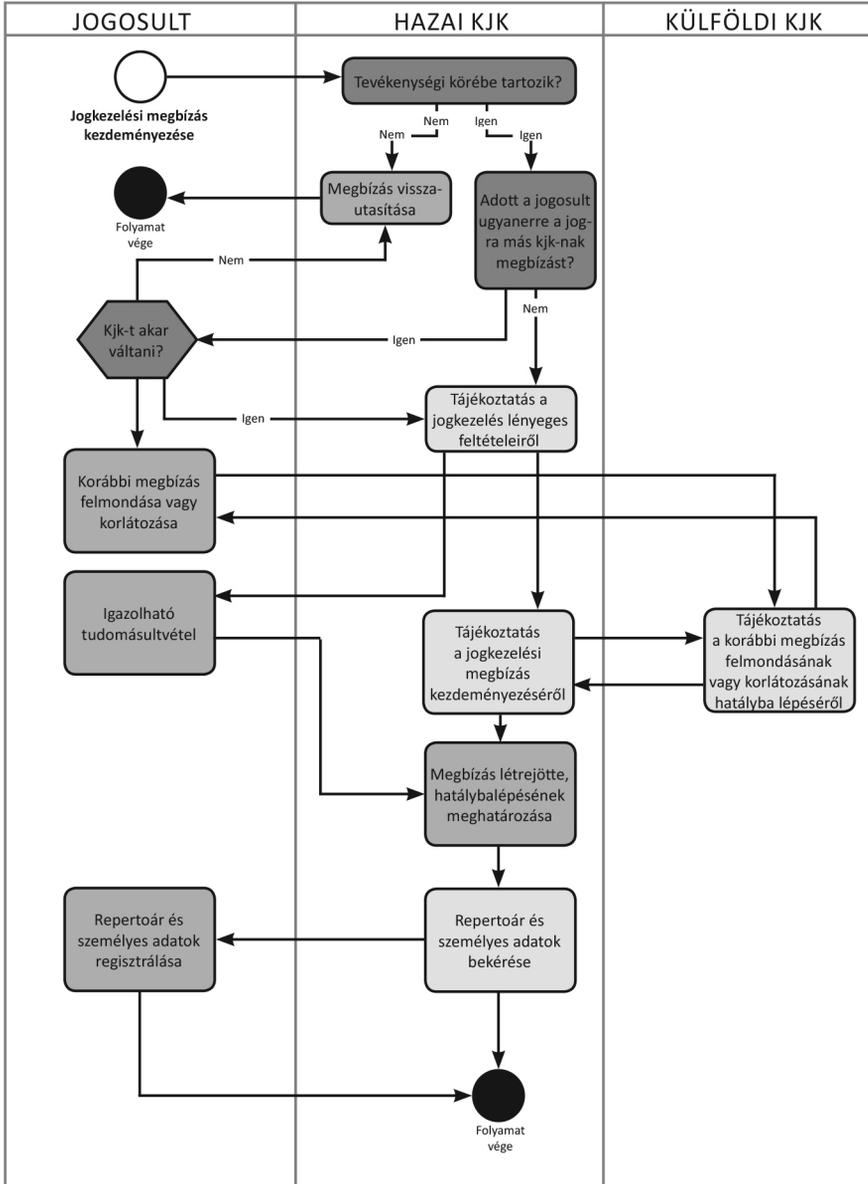 JOGOSULT
HAZAI KJK
KÜLFÖLDI KJK
Jogkezelési megbízás
kezdeményezése
Tevékenységi körébe tartozik?
Nem
Igen
Nem
Igen
Megbízás vissza-
utasítása
Folyamat
vége
Adott a jogosult
ugyanerre a jog-
ra más kjk-nak
megbízást?
Nem
Nem
Kjk-t akar
váltani?
Igen
Igen
Tájékoztatás a
jogkezelés lényeges
feltételeiről
Korábbi megbízás
felmondása vagy
korlátozása
Igazolható
tudomásultvétel
Tájékoztatás
a jogkezelési
megbízás
kezdeményezéséről
Tájékoztatás
a korábbi megbízás
felmondásának
vagy korlátozásának
hatályba lépéséről
Megbízás létrejötte,
hatálybalépésének
meghatározása
Repertoár és
személyes adatok
regisztrálása
Repertoár és
személyes adatok
bekérése
Folyamat
vége